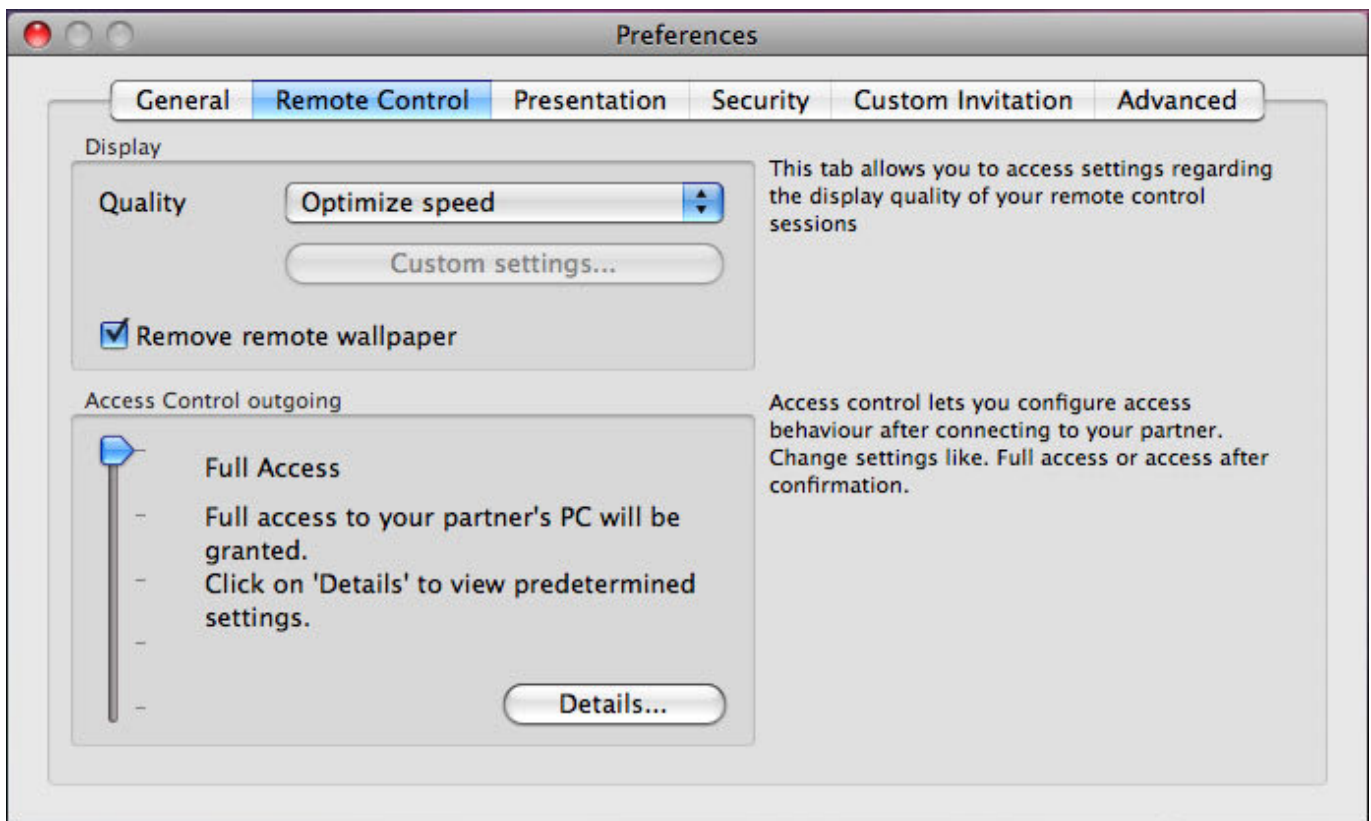 Preferences
General Remote Control Presentation Security Custom Invitation Advanced
Display
Quality Optimize speed
Custom settings...
Remove remote wallpaper
This tab allows you to access settings regarding
the display quality of your remote control
sessions
Access Control outgoing
Full Access
Full access to your partner's PC will be
granted.
Click on 'Details' to view predetermined
settings.
Details...
Access control lets you configure access
behaviour after connecting to your partner.
Change settings like. Full access or access after
confirmation.